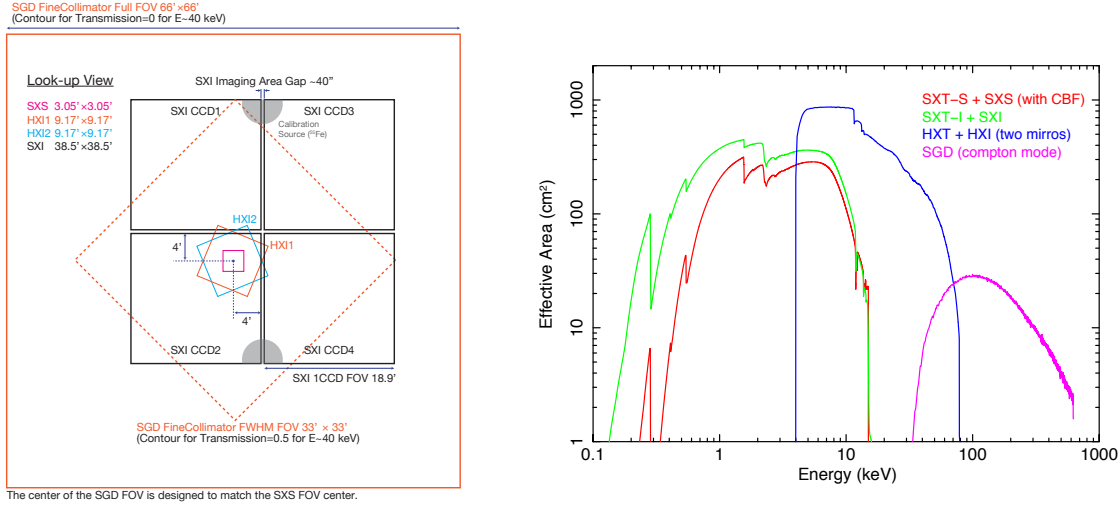 SGD FineCollimator Full FOV 66' ×66'
(Contour for Transmission=0 for E~40 keV)
Look-up View
SXS 3.05'×3.05'
HXI1 9.17'×9.17'
HXI2 9.17'×9.17'
SXI 38.5'×38.5'
SXI Imaging Area Gap ~40"
SXI CCD1
SXI CCD3
Calibration
Source (⁵⁵Fe)
HXI2
HXI1
4'
4'
SXI CCD2
SXI CCD4
SXI 1CCD FOV 18.9'
SGD FineCollimator FWHM FOV 33' × 33'
(Contour for Transmission=0.5 for E~40 keV)
The center of the SGD FOV is designed to match the SXS FOV center.
SXT−S + SXS (with CBF)
SXT−I + SXI
HXT + HXI (two mirros)
SGD (compton mode)
Effective Area (cm²)
1000
100
10
1
0.1
1
10
100
1000
Energy (keV)